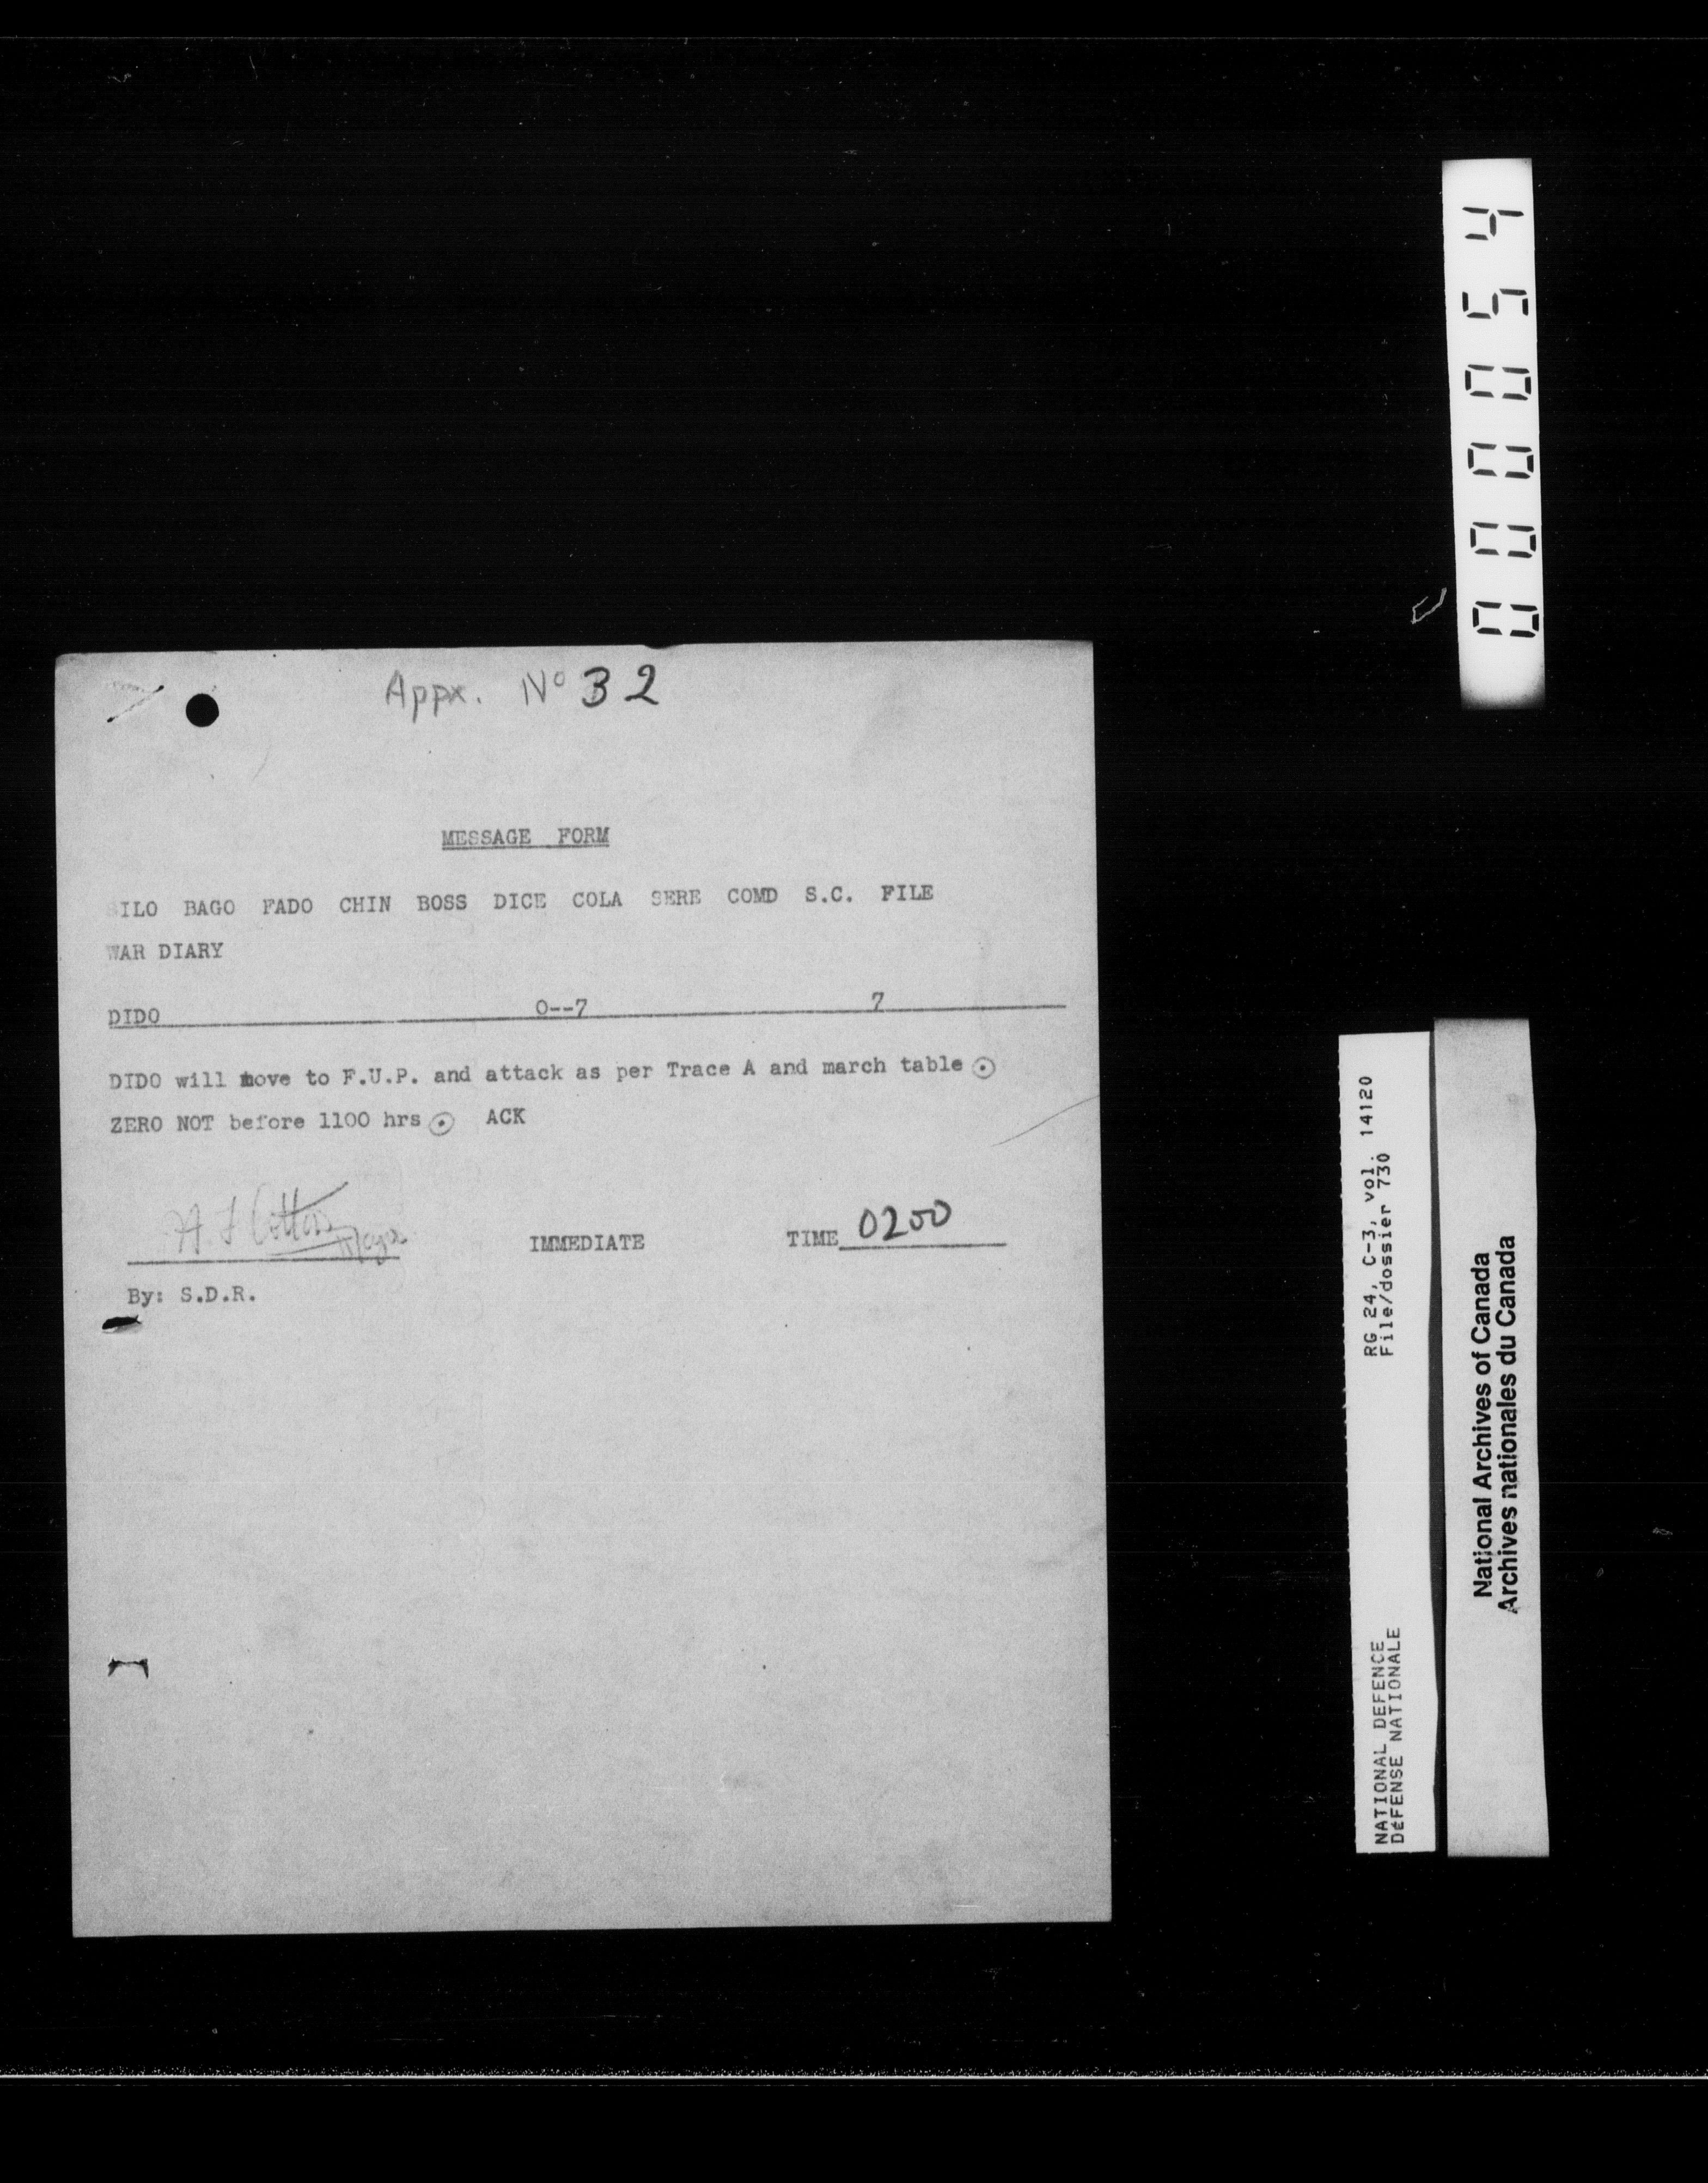 Appx. Nº 32
MESSAGE FORM
SILO BAGO FADO CHIN BOSS DICE COLA SERE COMD S.C. FILE
WAR DIARY
DIDO 0--7 7
DIDO will move to F.U.P. and attack as per Trace A and march table ⊙
ZERO NOT before 1100 hrs ⊙ ACK
IMMEDIATE TIME 0200
By: S.D.R.
000054
RG 24, C-3, vol. 14120
File/dossier 730
NATIONAL DEFENCE
DéFENSE NATIONALE
National Archives of Canada
Archives nationales du Canada